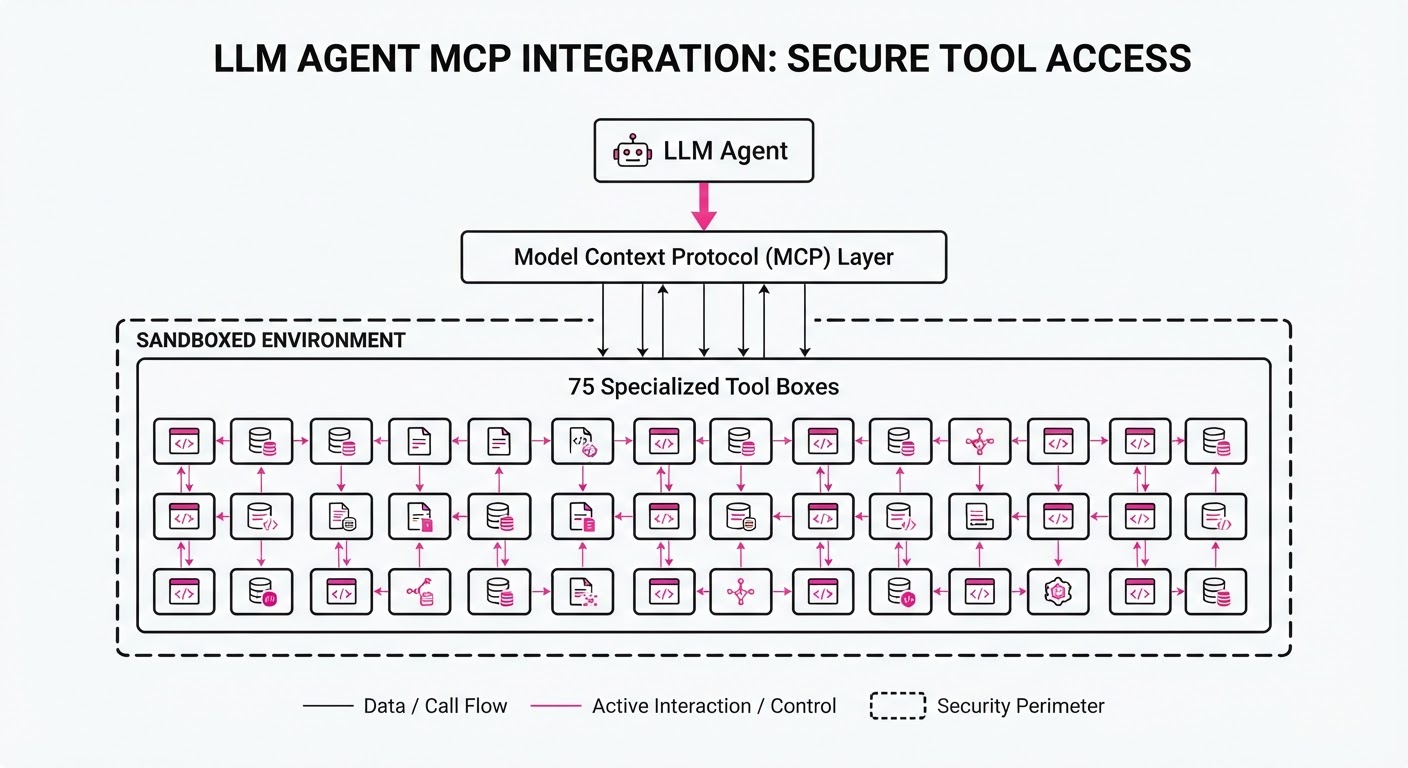 LLM AGENT MCP INTEGRATION: SECURE TOOL ACCESS
LLM Agent
Model Context Protocol (MCP) Layer
SANDBOXED ENVIRONMENT
75 Specialized Tool Boxes
Data / Call Flow
Active Interaction / Control
Security Perimeter